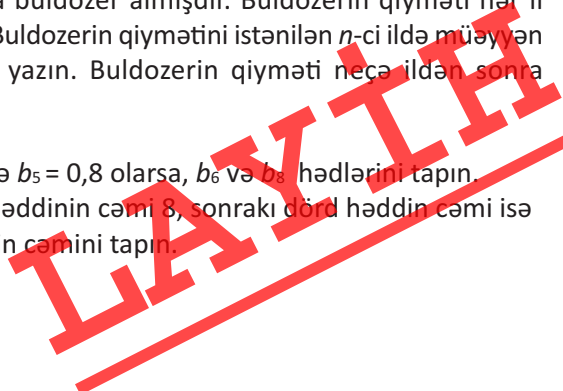 buldozer almışdır. Buldozerin qiyməti hər il
Buldozerin qiymətini istənilən n-ci ildə müəyyən
yazın. Buldozerin qiyməti neçə ildən sonra
ə b5 = 0,8 olarsa, b6 və b8 hədlərini tapın.
əddinin cəmi 8, sonrakı dörd həddin cəmi isə
n cəmini tapın.
LAYİH